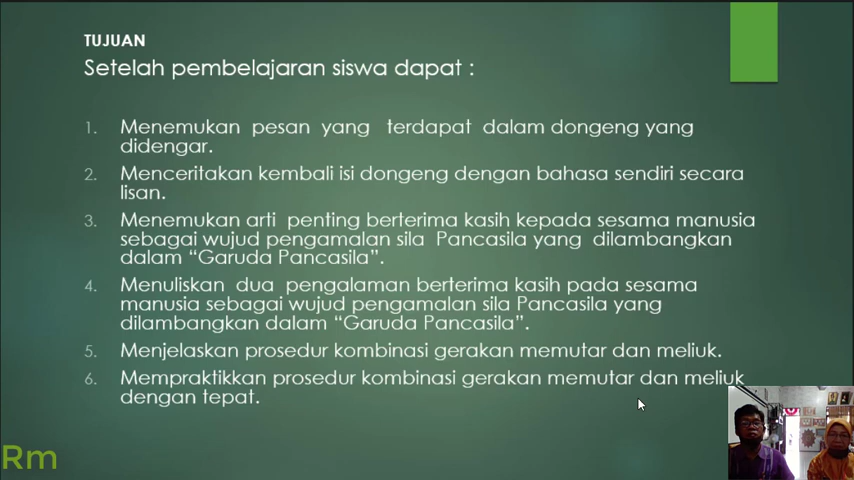 TUJUAN
Setelah pembelajaran siswa dapat :
1. Menemukan pesan yang terdapat dalam dongeng yang
didengar.
2. Menceritakan kembali isi dongeng dengan bahasa sendiri secara
lisan.
3. Menemukan arti penting berterima kasih kepada sesama manusia
sebagai wujud pengamalan sila Pancasila yang dilambangkan
dalam “Garuda Pancasila”.
4. Menuliskan dua pengalaman berterima kasih pada sesama
manusia sebagai wujud pengamalan sila Pancasila yang
dilambangkan dalam “Garuda Pancasila”.
5. Menjelaskan prosedur kombinasi gerakan memutar dan meliuk.
6. Mempraktikkan prosedur kombinasi gerakan memutar dan meliuk
dengan tepat.
Rm